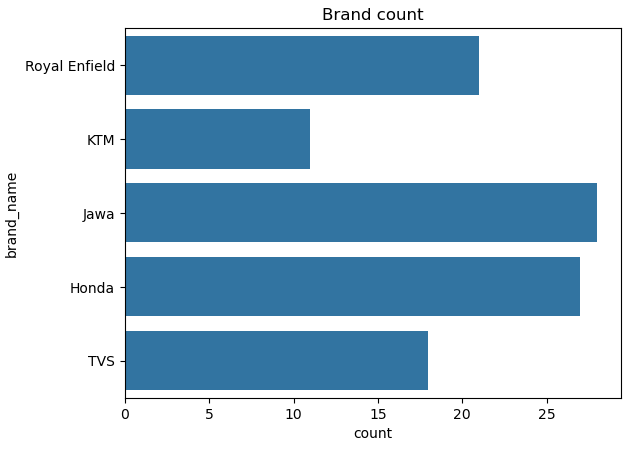 Brand count
Royal Enfield
KTM
Jawa
Honda
TVS
brand_name
0 5 10 15 20 25
count